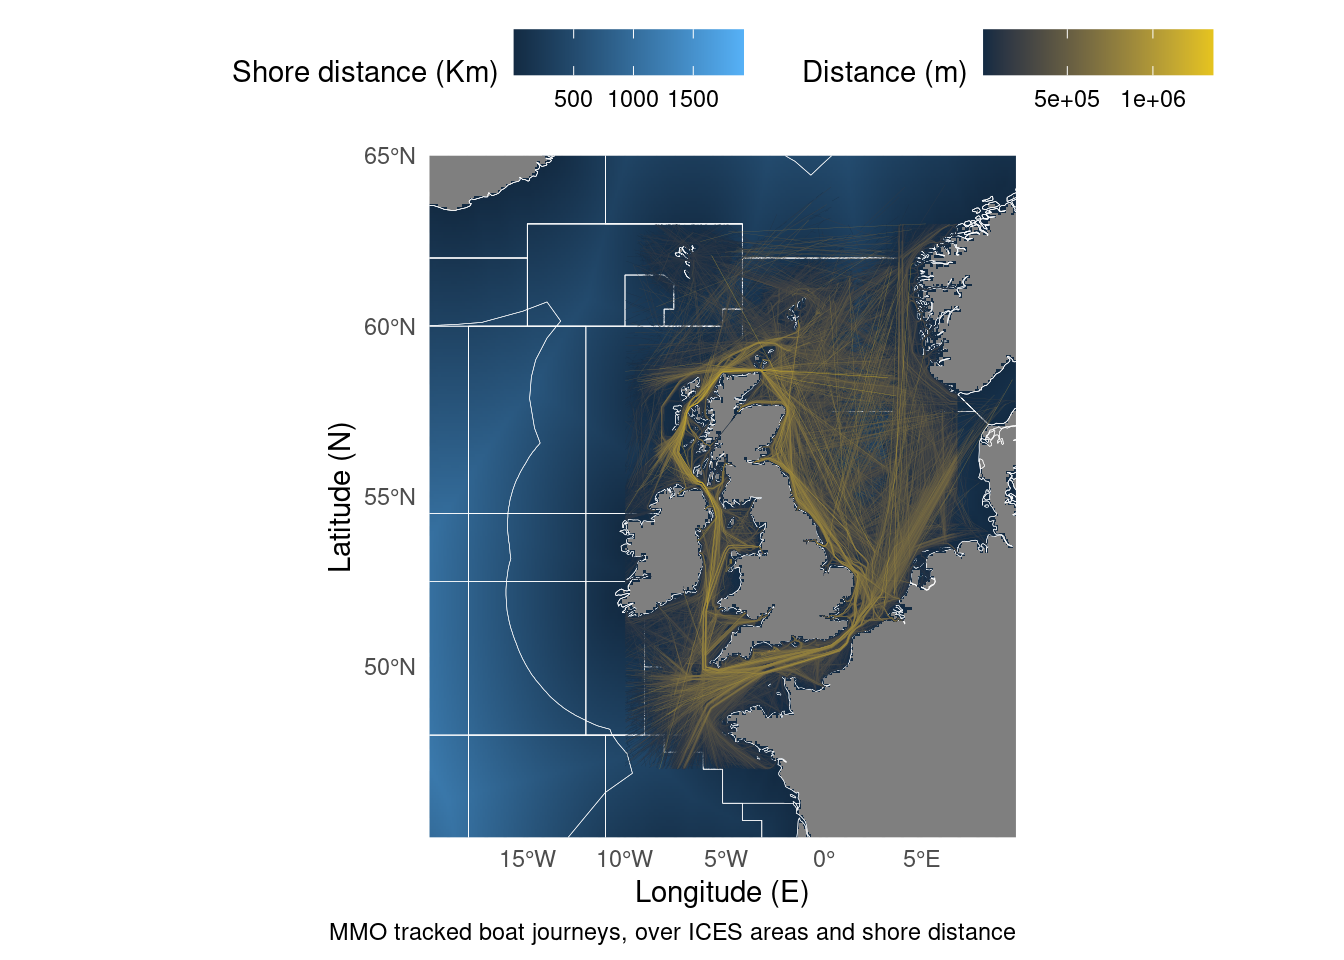 Shore distance (Km)
500 1000 1500
Distance (m)
5e+05 1e+06
65°N
60°N
55°N
50°N
Latitude (N)
15°W 10°W 5°W 0° 5°E
Longitude (E)
MMO tracked boat journeys, over ICES areas and shore distance